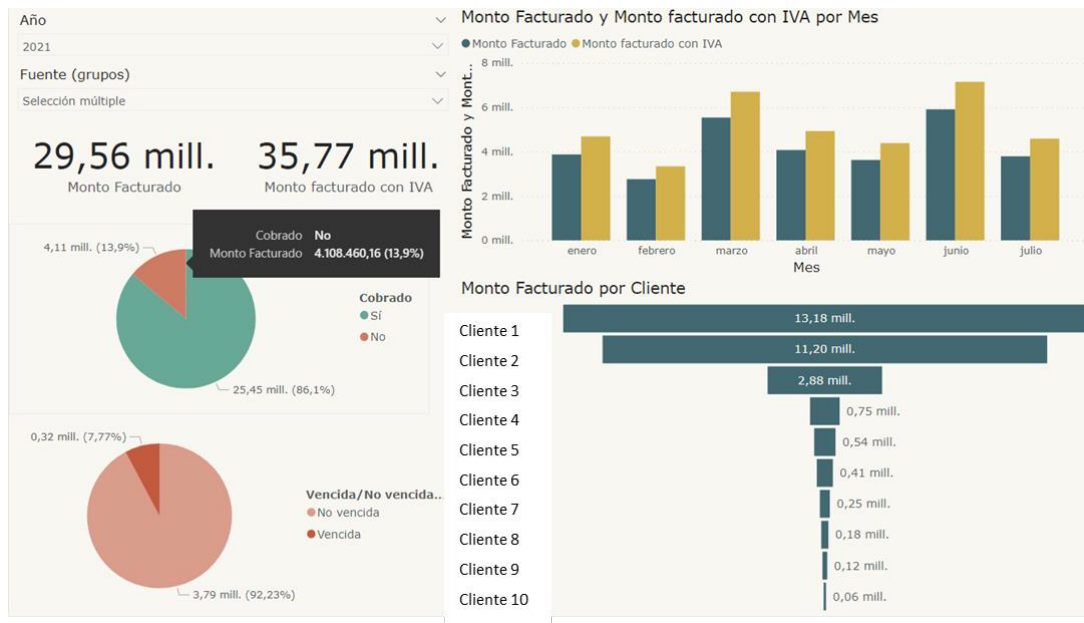 Año
2021
Fuente (grupos)
Selección múltiple
29,56 mill.
Monto Facturado
35,77 mill.
Monto facturado con IVA
4,11 mill. (13,9%)
Cobrado No
Monto Facturado 4.108.460,16 (13,9%)
Cobrado
Sí
No
25,45 mill. (86,1%)
0,32 mill. (7,77%)
Vencida/No vencida...
No vencida
Vencida
3,79 mill. (92,23%)
Monto Facturado y Monto facturado con IVA por Mes
Monto Facturado Monto facturado con IVA
Monto Facturado y Mont...
8 mill.
6 mill.
4 mill.
2 mill.
0 mill.
enero febrero marzo abril mayo junio julio
Mes
Monto Facturado por Cliente
Cliente 1 13,18 mill.
Cliente 2 11,20 mill.
Cliente 3 2,88 mill.
Cliente 4 0,75 mill.
Cliente 5 0,54 mill.
Cliente 6 0,41 mill.
Cliente 7 0,25 mill.
Cliente 8 0,18 mill.
Cliente 9 0,12 mill.
Cliente 10 0,06 mill.